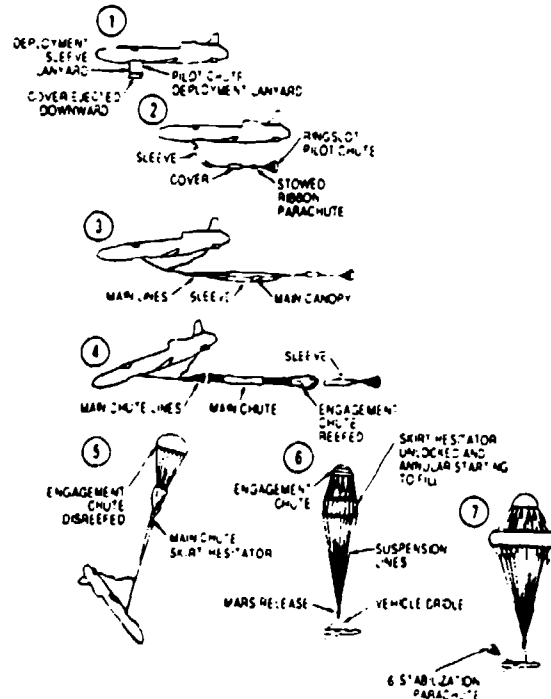 1
DEPLOYMENT
SLEEVE
LANYARD
PILOT CHUTE
DEPLOYMENT LANYARD
COVER EJECTED
DOWNWARD
2
RINGSLOT
PILOT CHUTE
SLEEVE
COVER
STOWED
RIBBON
PARACHUTE
3
MAIN LINES
SLEEVE
MAIN CANOPY
4
SLEEVE
MAIN CHUTE LINES
MAIN CHUTE
ENGAGEMENT
CHUTE
REEFED
5
ENGAGEMENT
CHUTE
DISREEFED
MAIN CHUTE
SKIRT HESITATOR
6
ENGAGEMENT
CHUTE
SKIRT HESITATOR
UNLOCKED AND
ANNULAR STARTING
TO FILL
SUSPENSION
LINES
MARS RELEASE
VEHICLE BRIDLE
7
6 STABILIZATION
PARACHUTE